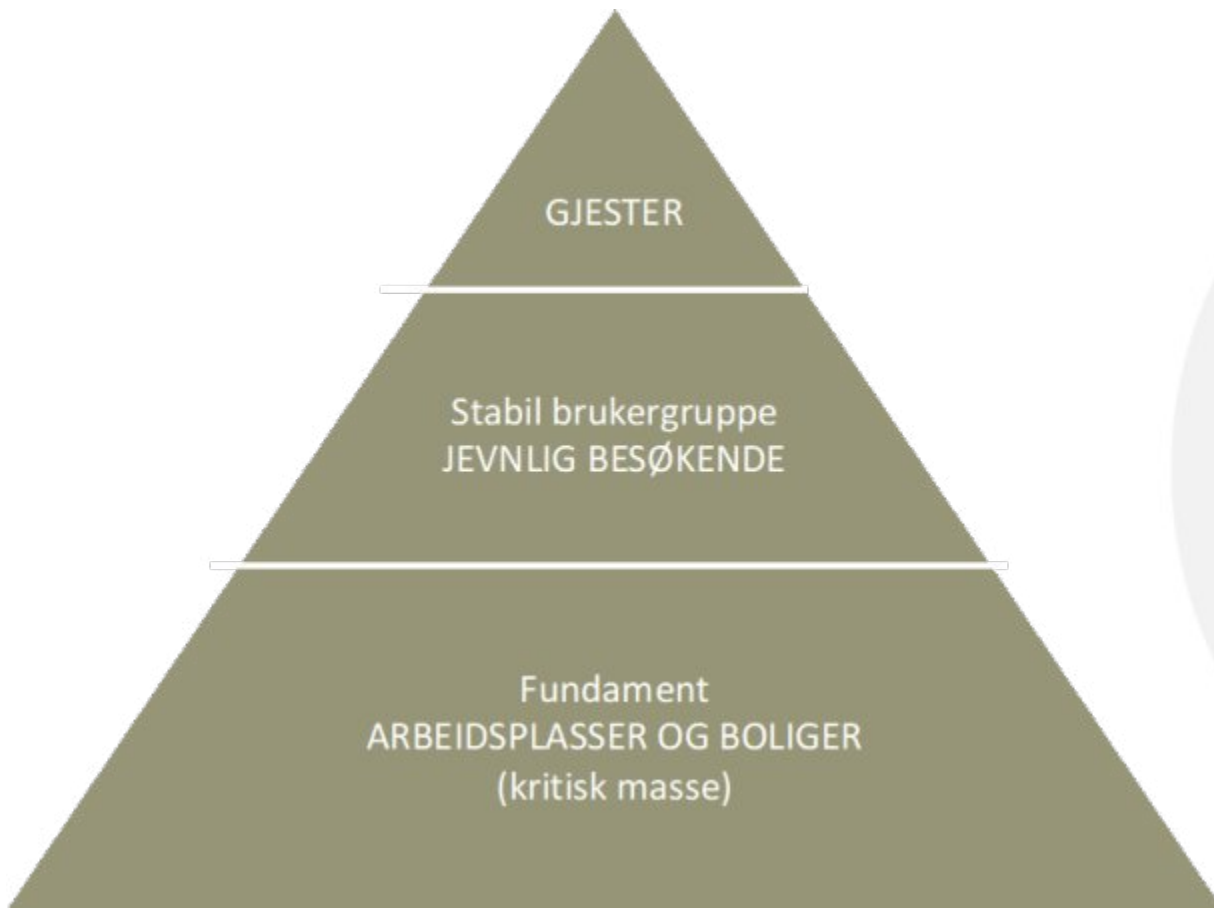 GJESTER
Stabil brukergruppe
JEVNLIG BESØKENDE
Fundament
ARBEIDSPLASSER OG BOLIGER
(kritisk masse)